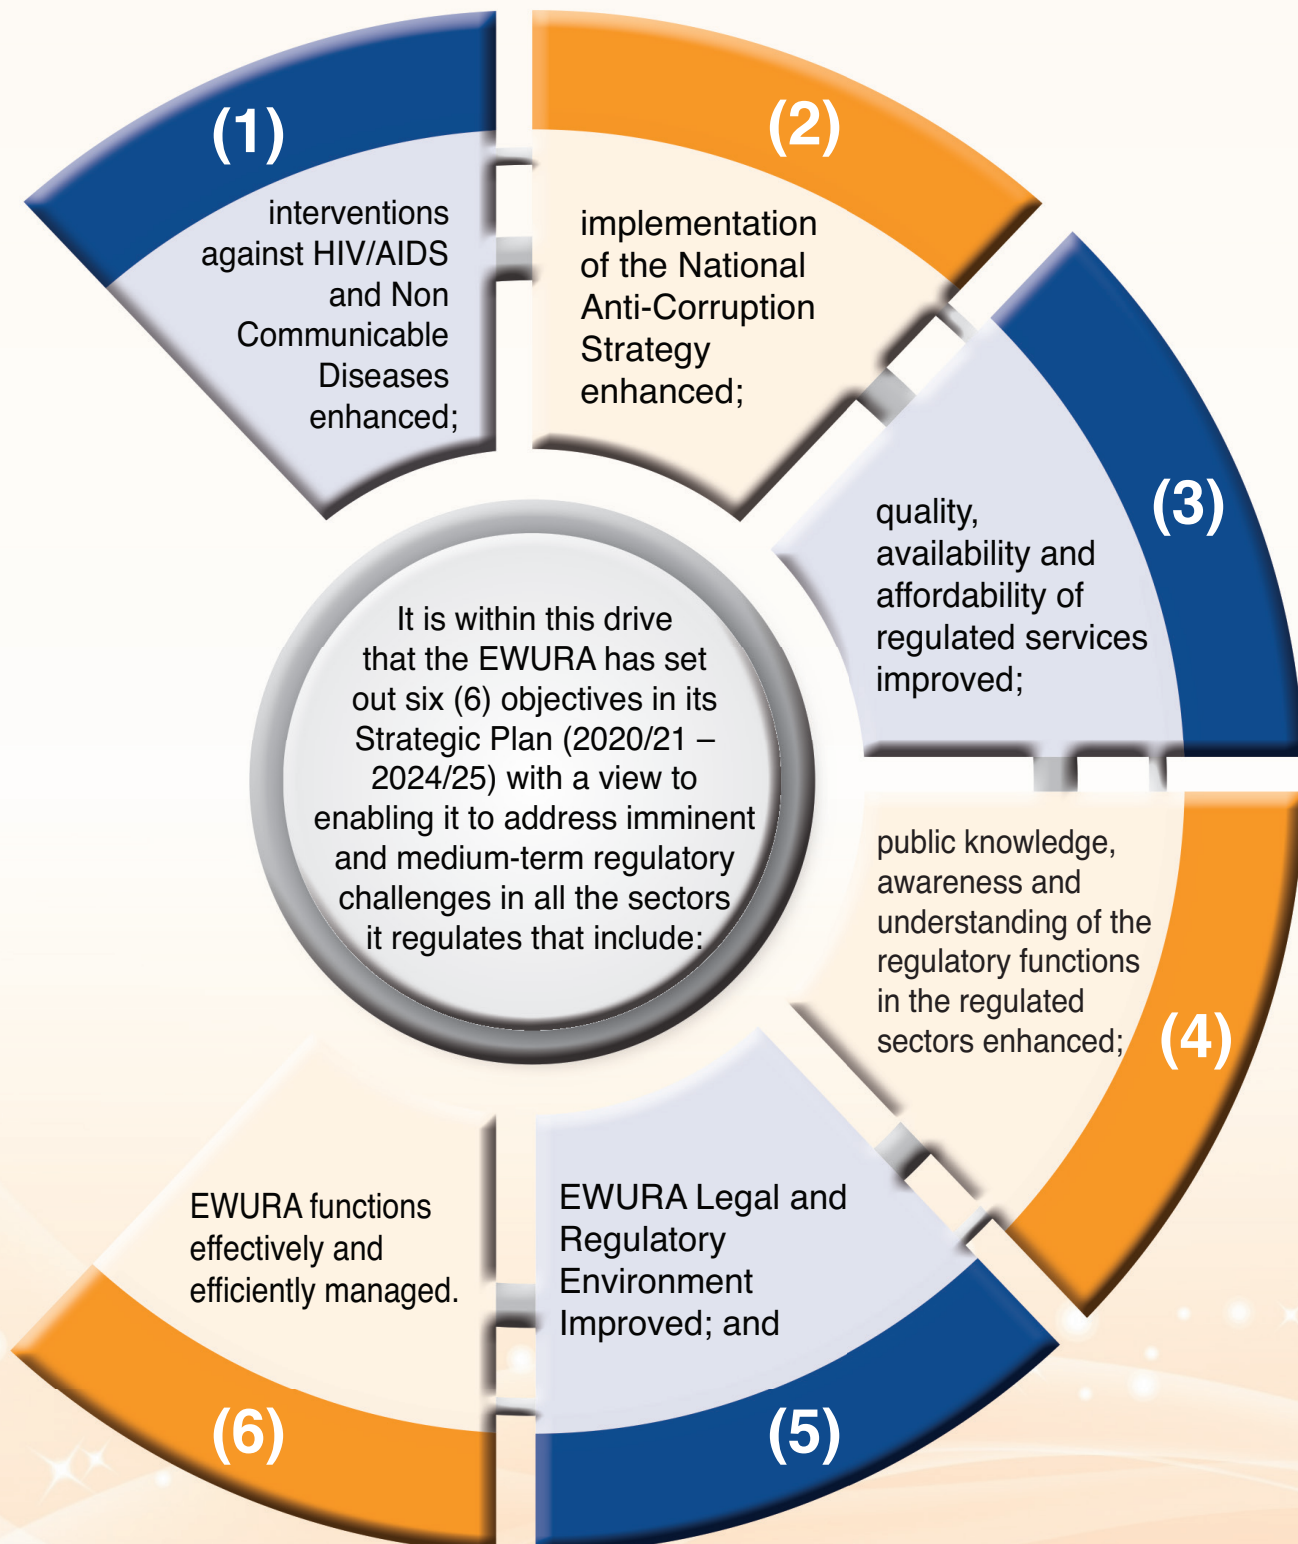 It is within this drive
that the EWURA has set
out six (6) objectives in its
Strategic Plan (2020/21 –
2024/25) with a view to
enabling it to address imminent
and medium-term regulatory
challenges in all the sectors
it regulates that include:
(1)
interventions
against HIV/AIDS
and Non
Communicable
Diseases
enhanced;
(2)
implementation
of the National
Anti-Corruption
Strategy
enhanced;
(3)
quality,
availability and
affordability of
regulated services
improved;
(4)
public knowledge,
awareness and
understanding of the
regulatory functions
in the regulated
sectors enhanced;
(5)
EWURA Legal and
Regulatory
Environment
Improved; and
(6)
EWURA functions
effectively and
efficiently managed.